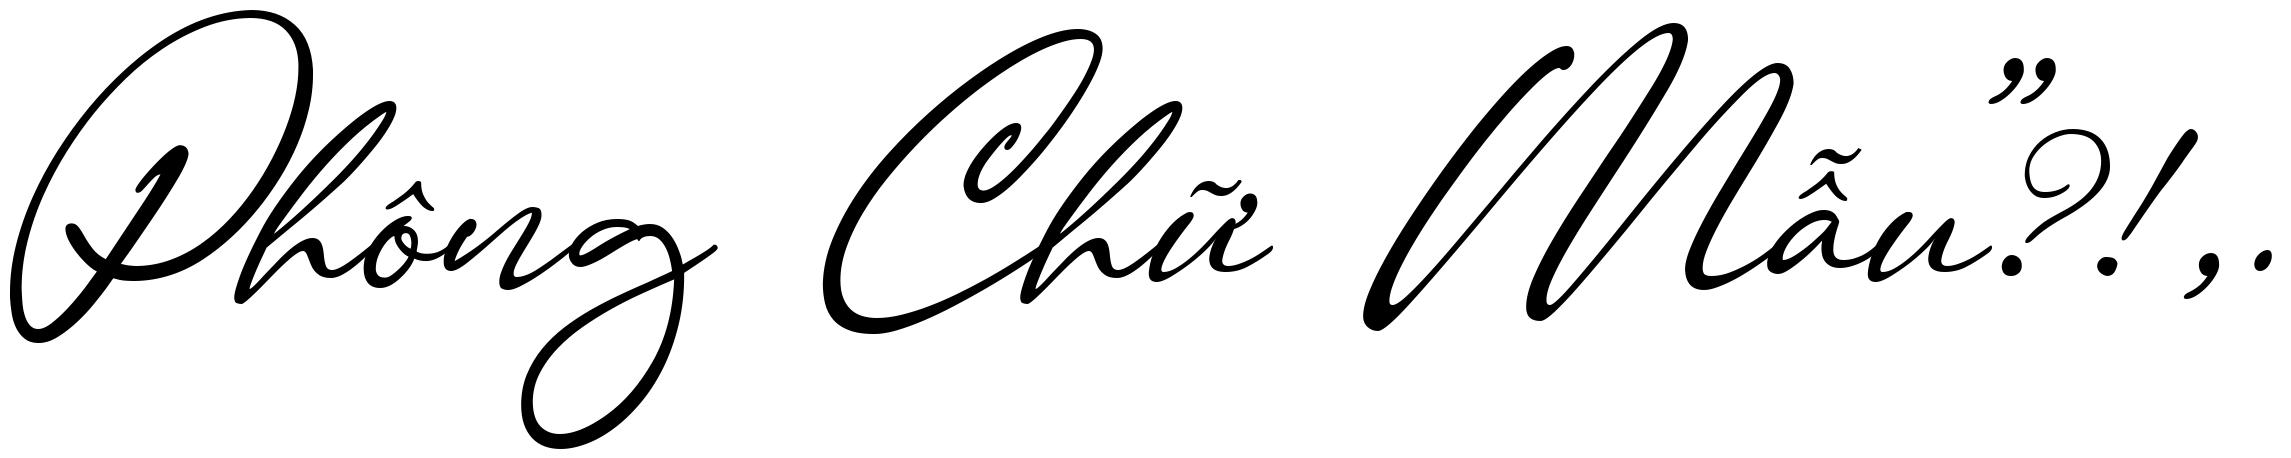 Phông Chữ Mẫu”?!,.